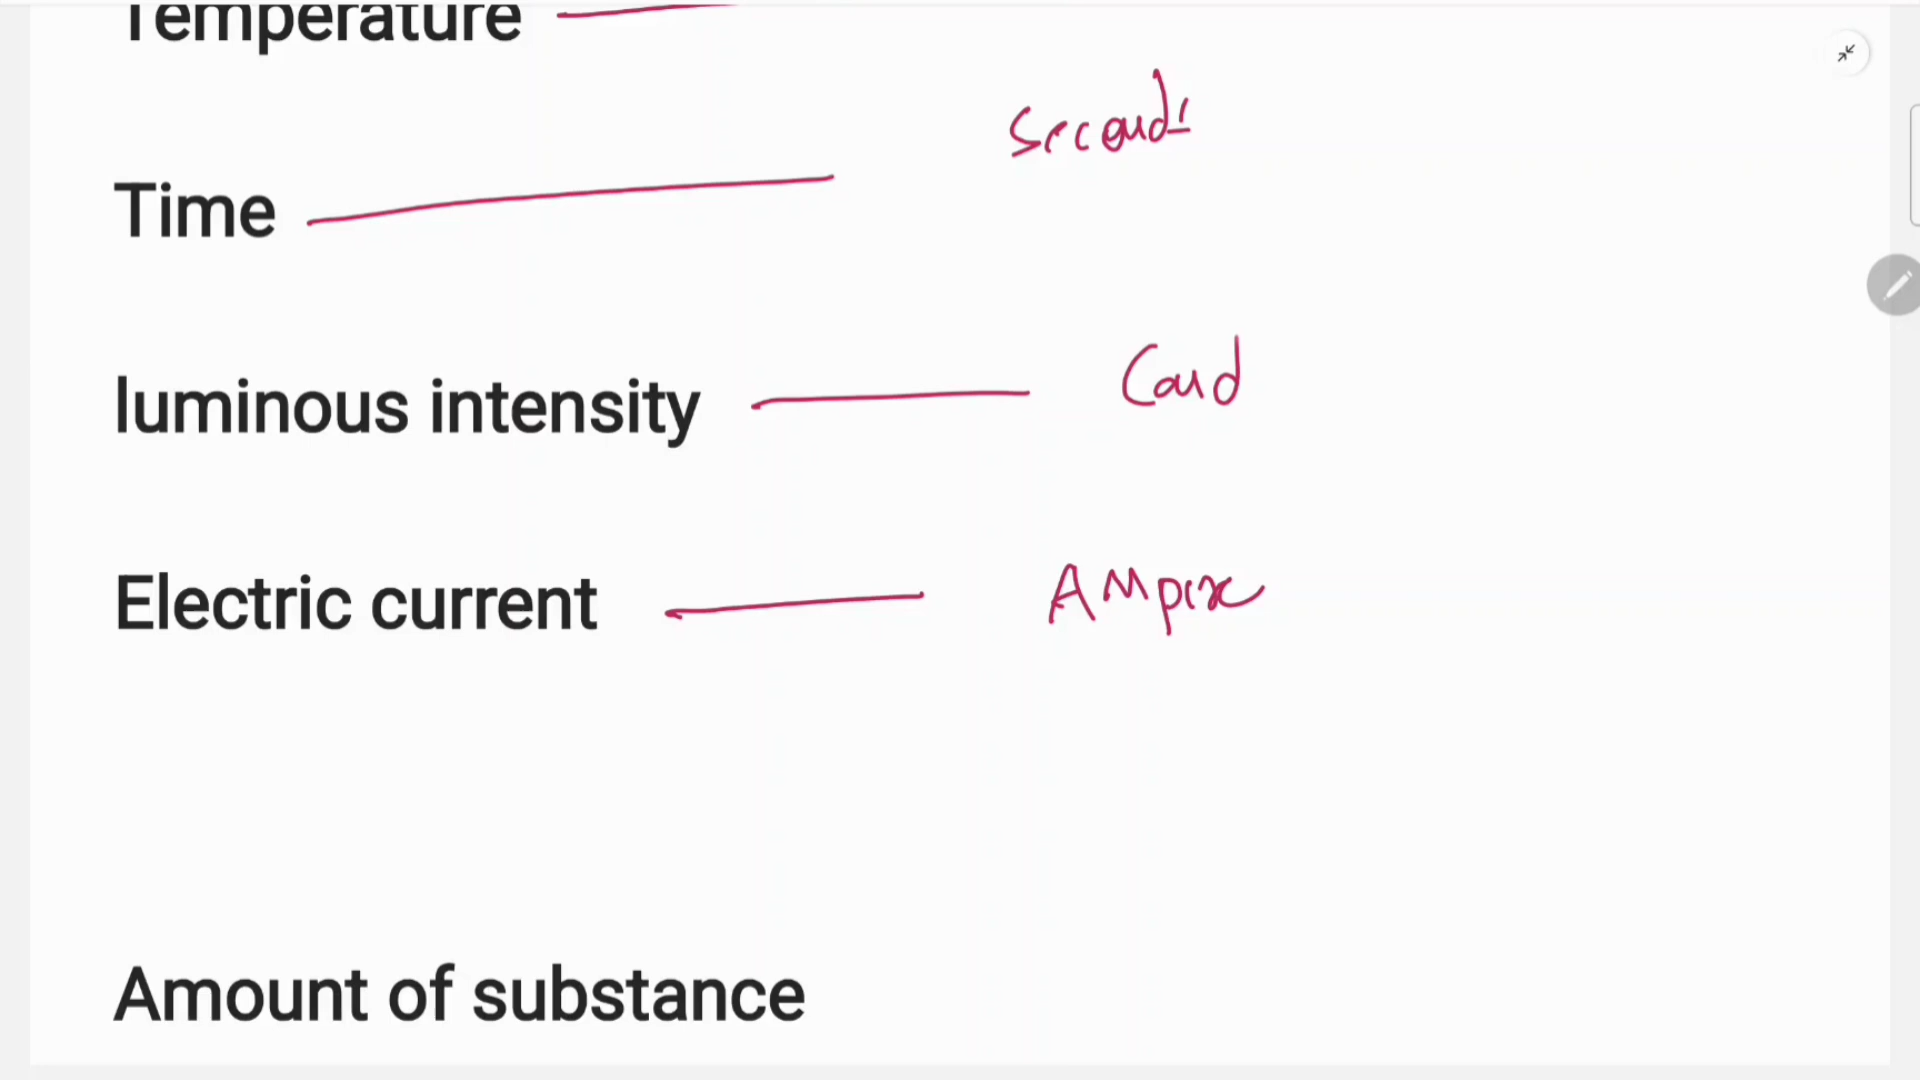 Temperature
Seconds
Time
luminous intensity
Cand
Electric current
Ampere
Amount of substance